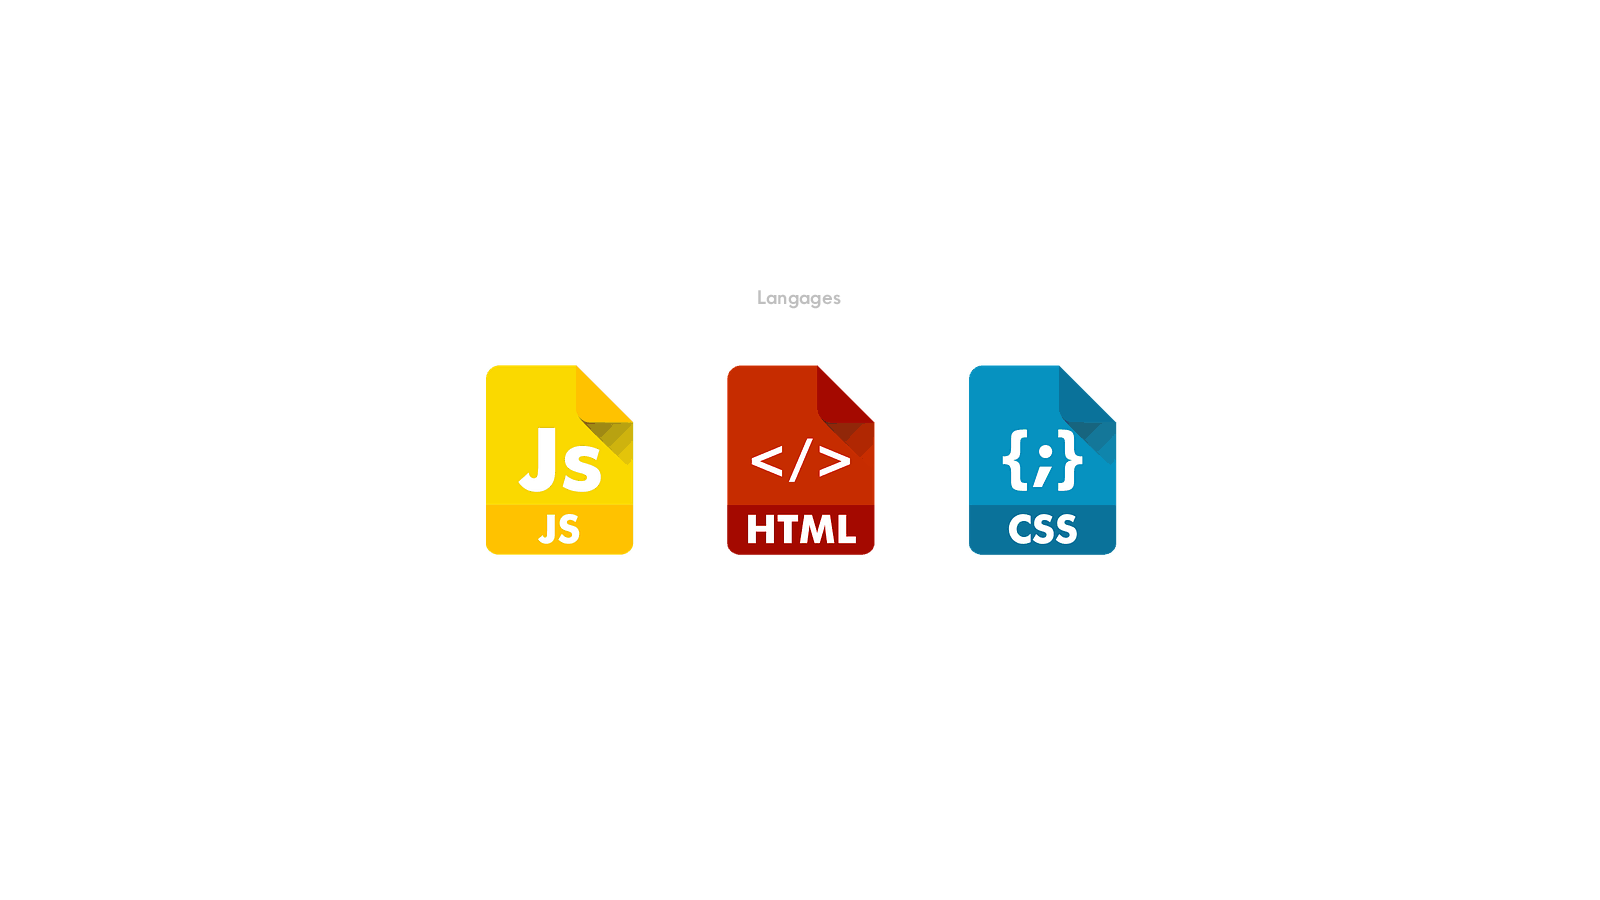 Langages
Js
</>
{;}
JS
HTML
CSS